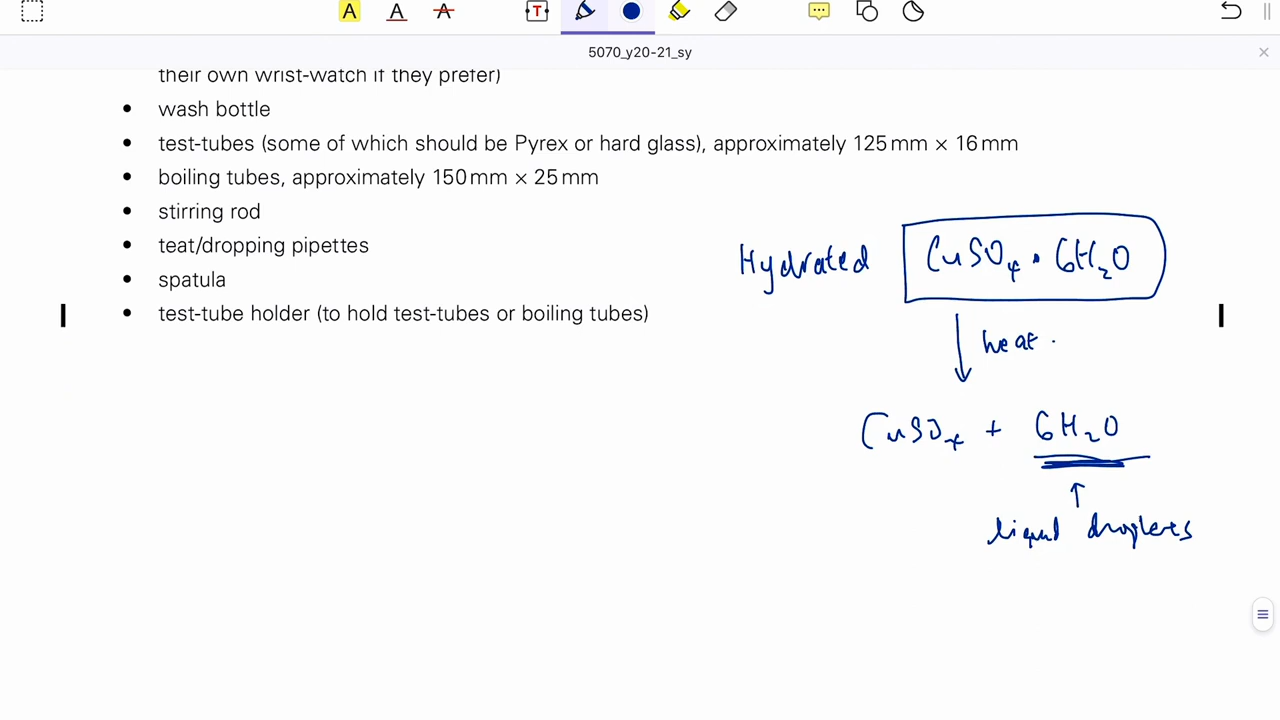 A A A T
5070_y20-21_sy
their own wrist-watch if they prefer)
• wash bottle
• test-tubes (some of which should be Pyrex or hard glass), approximately 125 mm × 16 mm
• boiling tubes, approximately 150 mm × 25 mm
• stirring rod
• teat/dropping pipettes
• spatula
• test-tube holder (to hold test-tubes or boiling tubes)
Hydrated CuSO₄ • 6H₂O
heat.
CuSO₄ + 6H₂O
liquid droplets